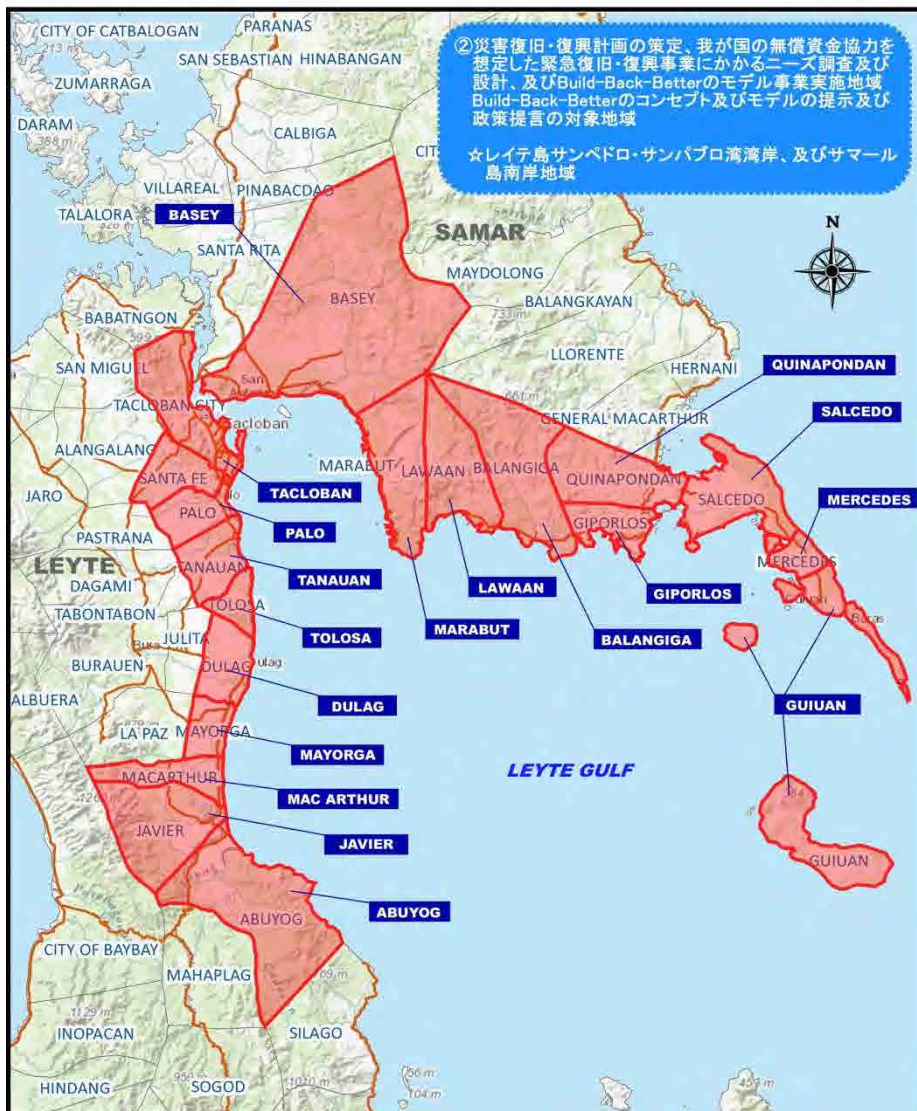 CITY OF CATBALOGAN
PARANAS
213 m
SAN SEBASTIAN
HINABANGAN
ZUMARRAGA
DARAM
CALBIGA
②災害復旧・復興計画の策定、我が国の無償資金協力を
想定した緊急復旧・復興事業にかかるニーズ調査及び
設計、及びBuild-Back-Betterのモデル事業実施地域
Build-Back-Betterのコンセプト及びモデルの提示及び
政策提言の対象地域
☆レイテ島サンペドロ・サンパブロ湾湾岸、及びサマール
島南岸地域
VILLAREAL
PINABACDAO
TALALORA
BASEY
SANTA RITA
SAMAR
N
MAYDOLONG
BASEY
BALANGKAYAN
733 m
BABATNGON
599
LLORENTE
HERNANI
SAN MIGUEL
QUINAPONDAN
661 m
GENERAL MACARTHUR
SALCEDO
TACLOBAN CITY
ALANGALANG
MARABUT
LAWAAN
BALANGIGA
QUINAPONDAN
SANTA FE
TACLOBAN
SALCEDO
MERCEDES
JARO
PALO
GIPORLOS
PALO
PASTRANA
MERCEDES
TANAUAN
TANAUAN
LAWAAN
GIPORLOS
LEYTE
DAGAMI
TABONTABON
TOLOSA
TOLOSA
MARABUT
BALANGIGA
JULITA
BURAUEN
DULAG
ulag
ALBUERA
DULAG
GUIUAN
LA PAZ
MAYORGA
MAYORGA
LEYTE GULF
MACARTHUR
MAC ARTHUR
JAVIER
JAVIER
GUIUAN
ABUYOG
ABUYOG
CITY OF BAYBAY
MAHAPLAG
69 m
1129 m
INOPACAN
SILAGO
HINDANG
SOGOD
1010 m
56 m
104 m